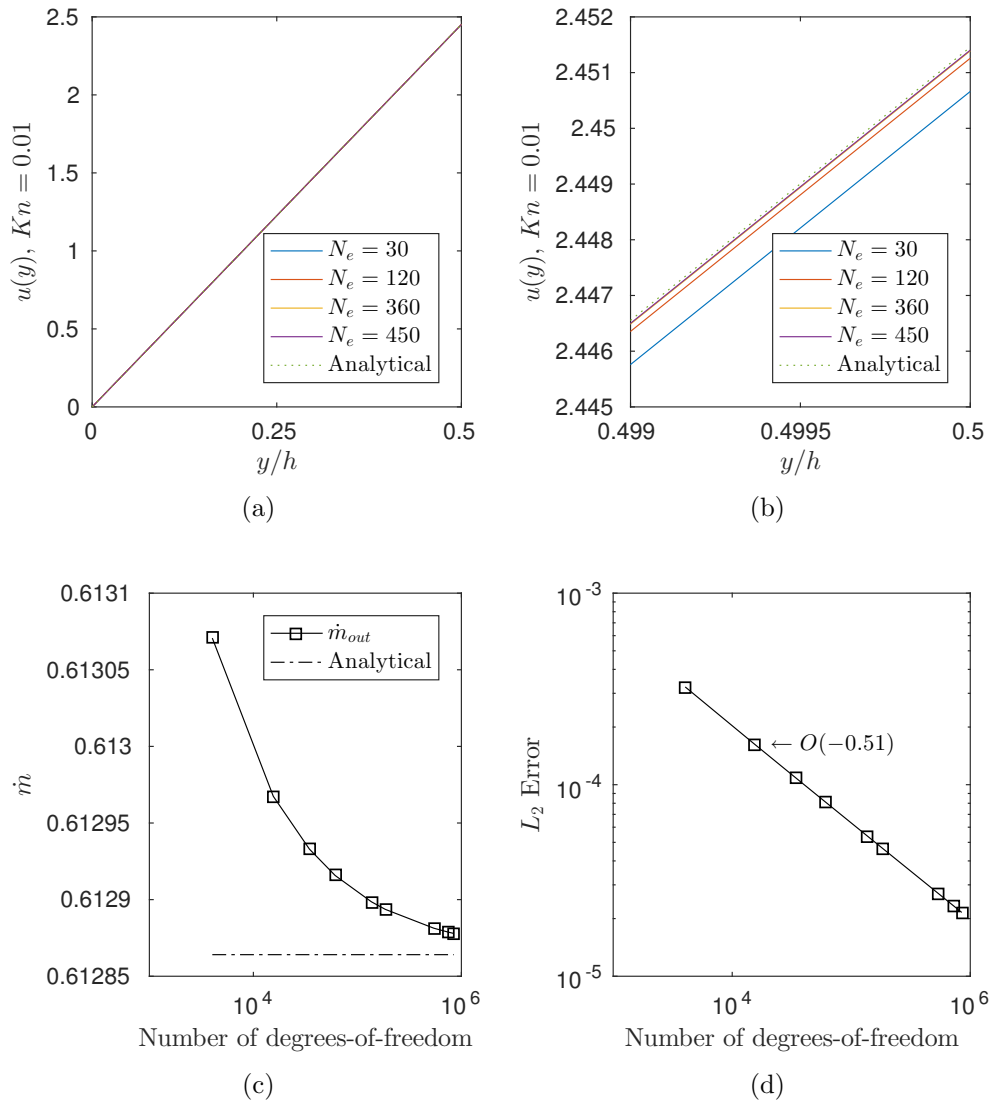 2.5
2
1.5
1
0.5
0
u(y), Kn = 0.01
N_e = 30
N_e = 120
N_e = 360
N_e = 450
Analytical
0
0.25
0.5
y/h
(a)
2.452
2.451
2.45
2.449
2.448
2.447
2.446
2.445
u(y), Kn = 0.01
N_e = 30
N_e = 120
N_e = 360
N_e = 450
Analytical
0.499
0.4995
0.5
y/h
(b)
0.6131
0.61305
0.613
0.61295
0.6129
0.61285
ṁ
ṁ_out
Analytical
10^4
10^6
Number of degrees-of-freedom
(c)
10^-3
10^-4
10^-5
L_2 Error
← O(−0.51)
10^4
10^6
Number of degrees-of-freedom
(d)